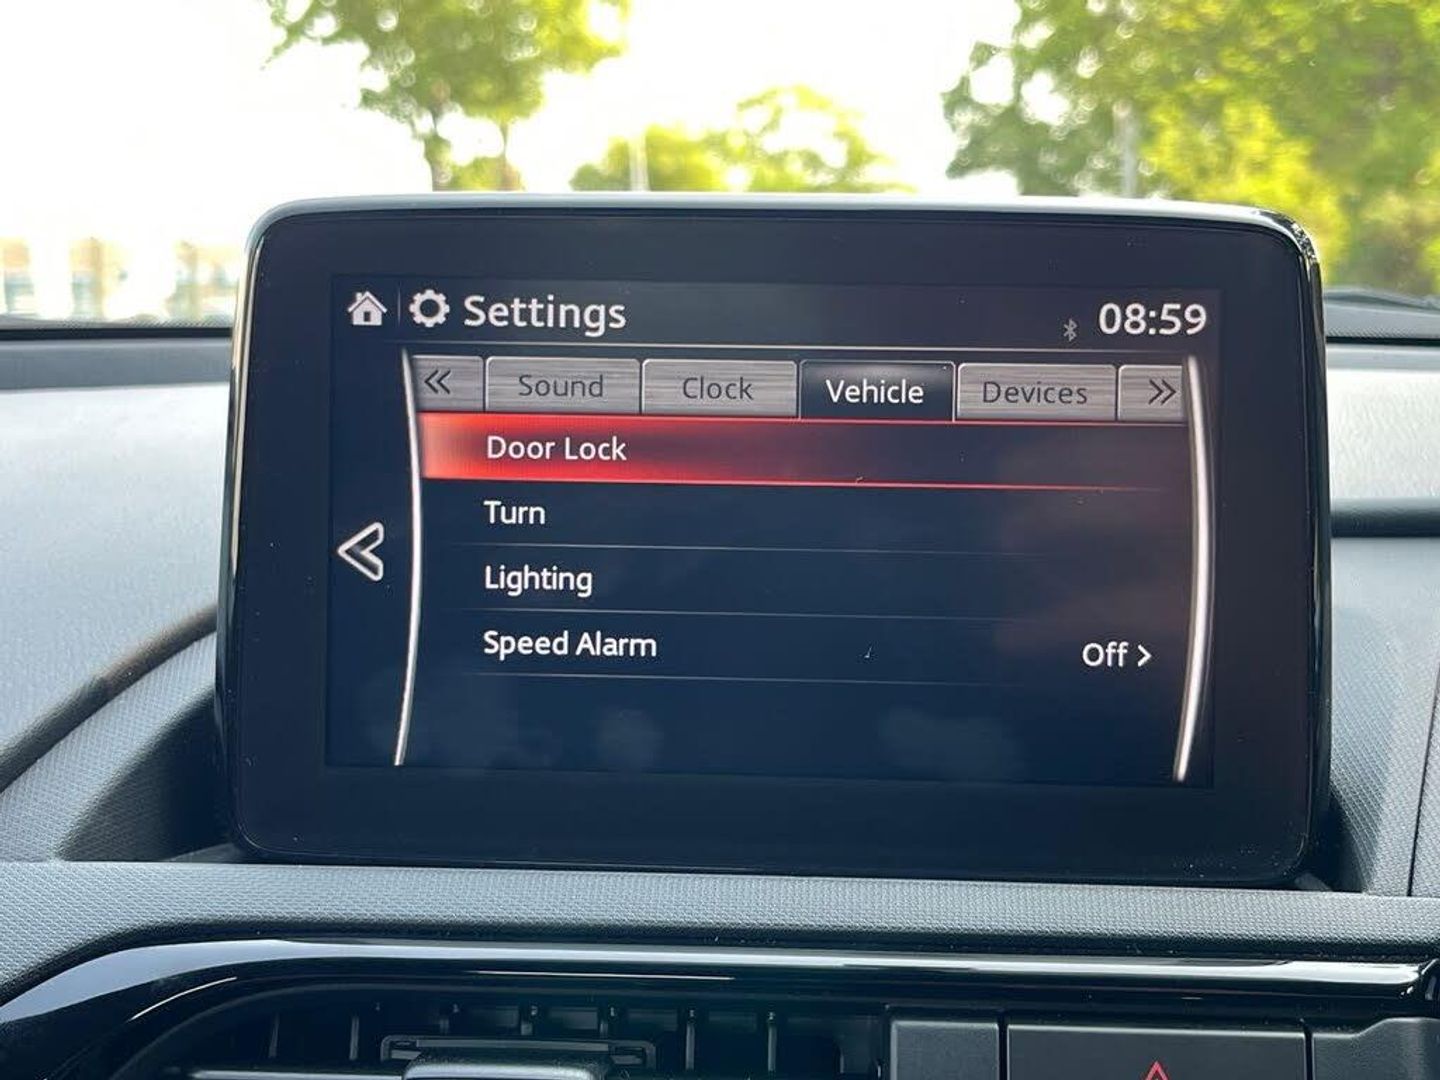 Settings 08:59
« Sound Clock Vehicle Devices »
Door Lock
Turn
Lighting
Speed Alarm Off >